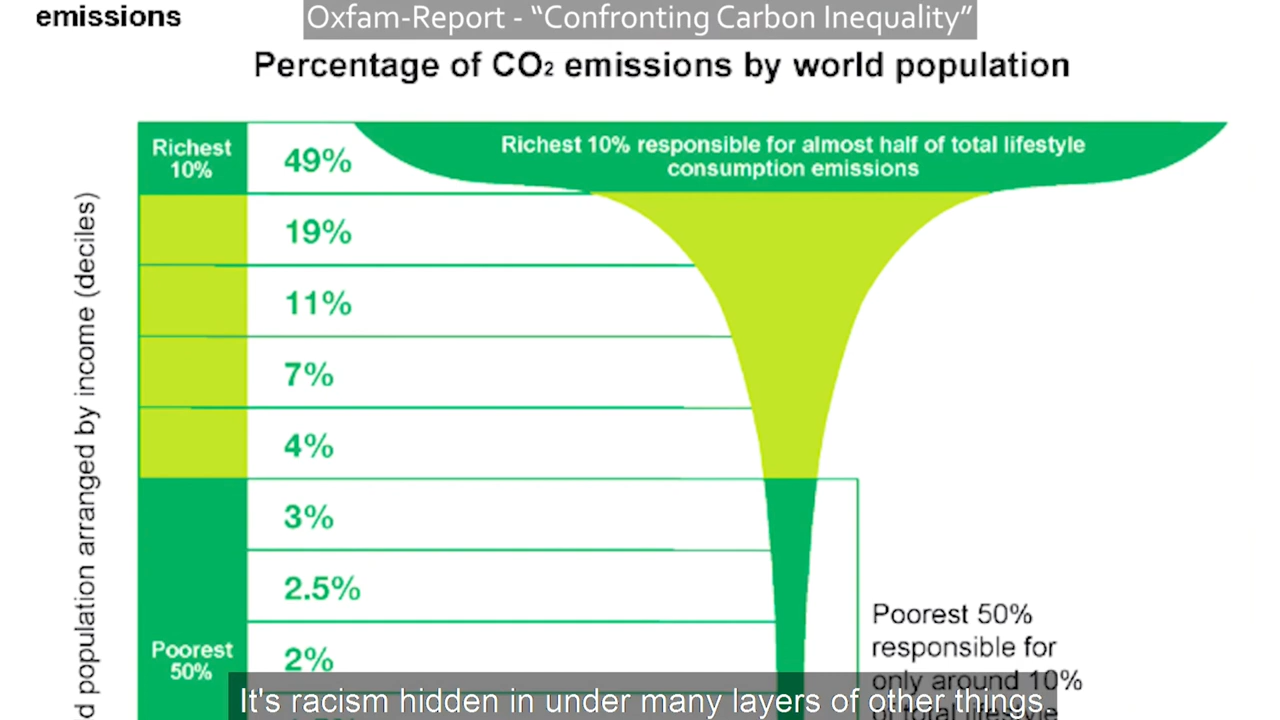 emissions
Oxfam-Report - “Confronting Carbon Inequality”
Percentage of CO₂ emissions by world population
Richest
10%
49%
Richest 10% responsible for almost half of total lifestyle
consumption emissions
19%
11%
7%
4%
3%
2.5%
2%
population arranged by income (deciles)
Poorest
50%
Poorest 50%
responsible for
only around 10%
of total lifestyle
It's racism hidden in under many layers of other things.